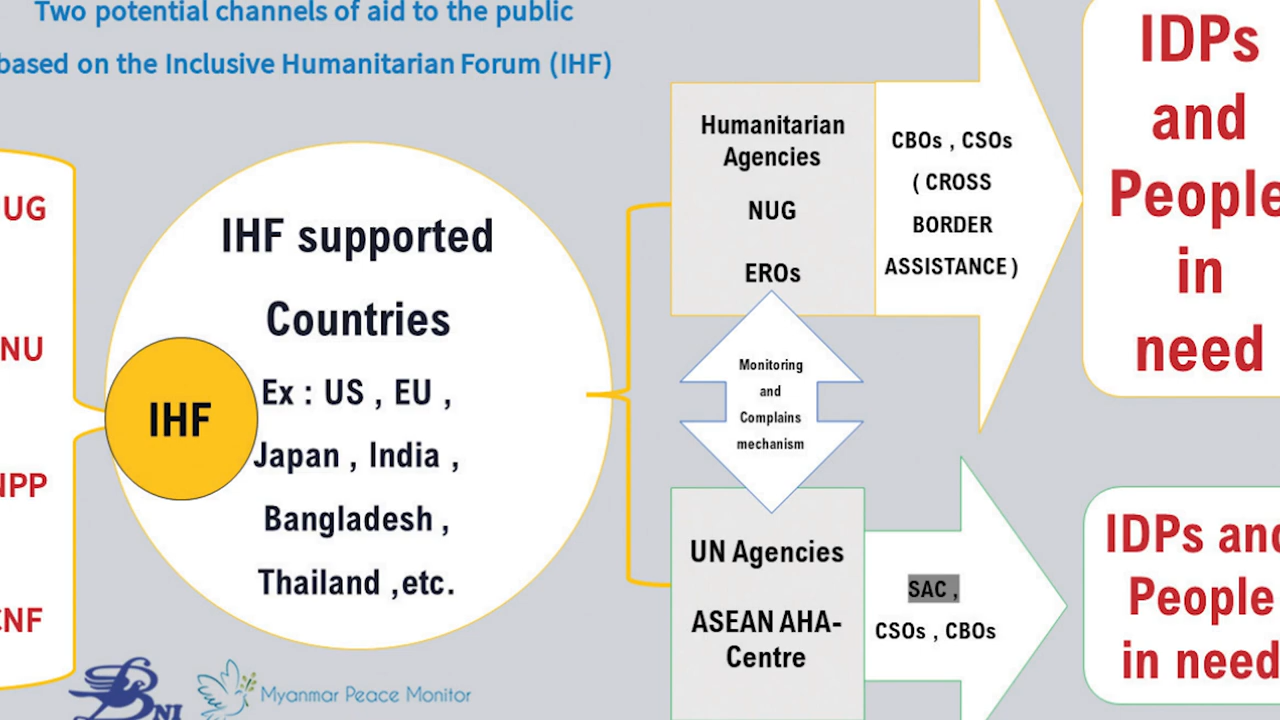 Two potential channels of aid to the public
based on the Inclusive Humanitarian Forum (IHF)
UG
NU
NPP
CNF
IHF
IHF supported
Countries
Ex : US , EU ,
Japan , India ,
Bangladesh ,
Thailand ,etc.
Humanitarian
Agencies
NUG
EROs
CBOs , CSOs
( CROSS
BORDER
ASSISTANCE )
IDPs
and
People
in
need
Monitoring
and
Complains
mechanism
UN Agencies
ASEAN AHA-
Centre
SAC ,
CSOs , CBOs
IDPs and
People
in need
BNI
Myanmar Peace Monitor